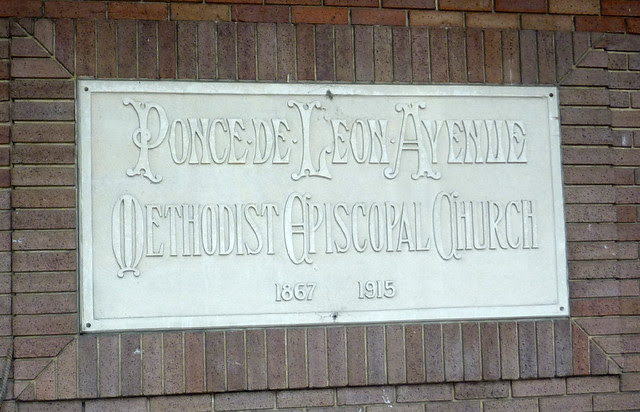 PONCE·DE·LEON·AVENUE
METHODIST EPISCOPAL CHURCH
1867 1915